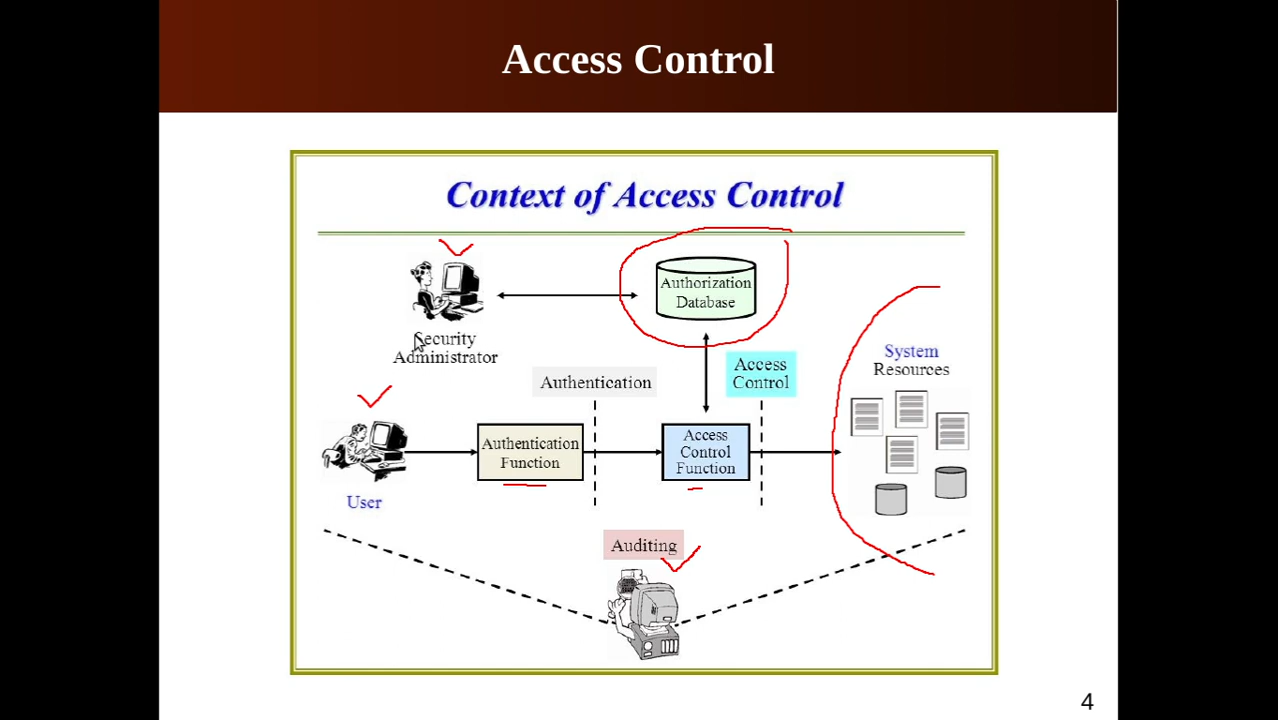 Access Control
Context of Access Control
Authorization
Database
Security
Administrator
System
Resources
Authentication
Access
Control
Authentication
Function
Access
Control
Function
User
Auditing
4